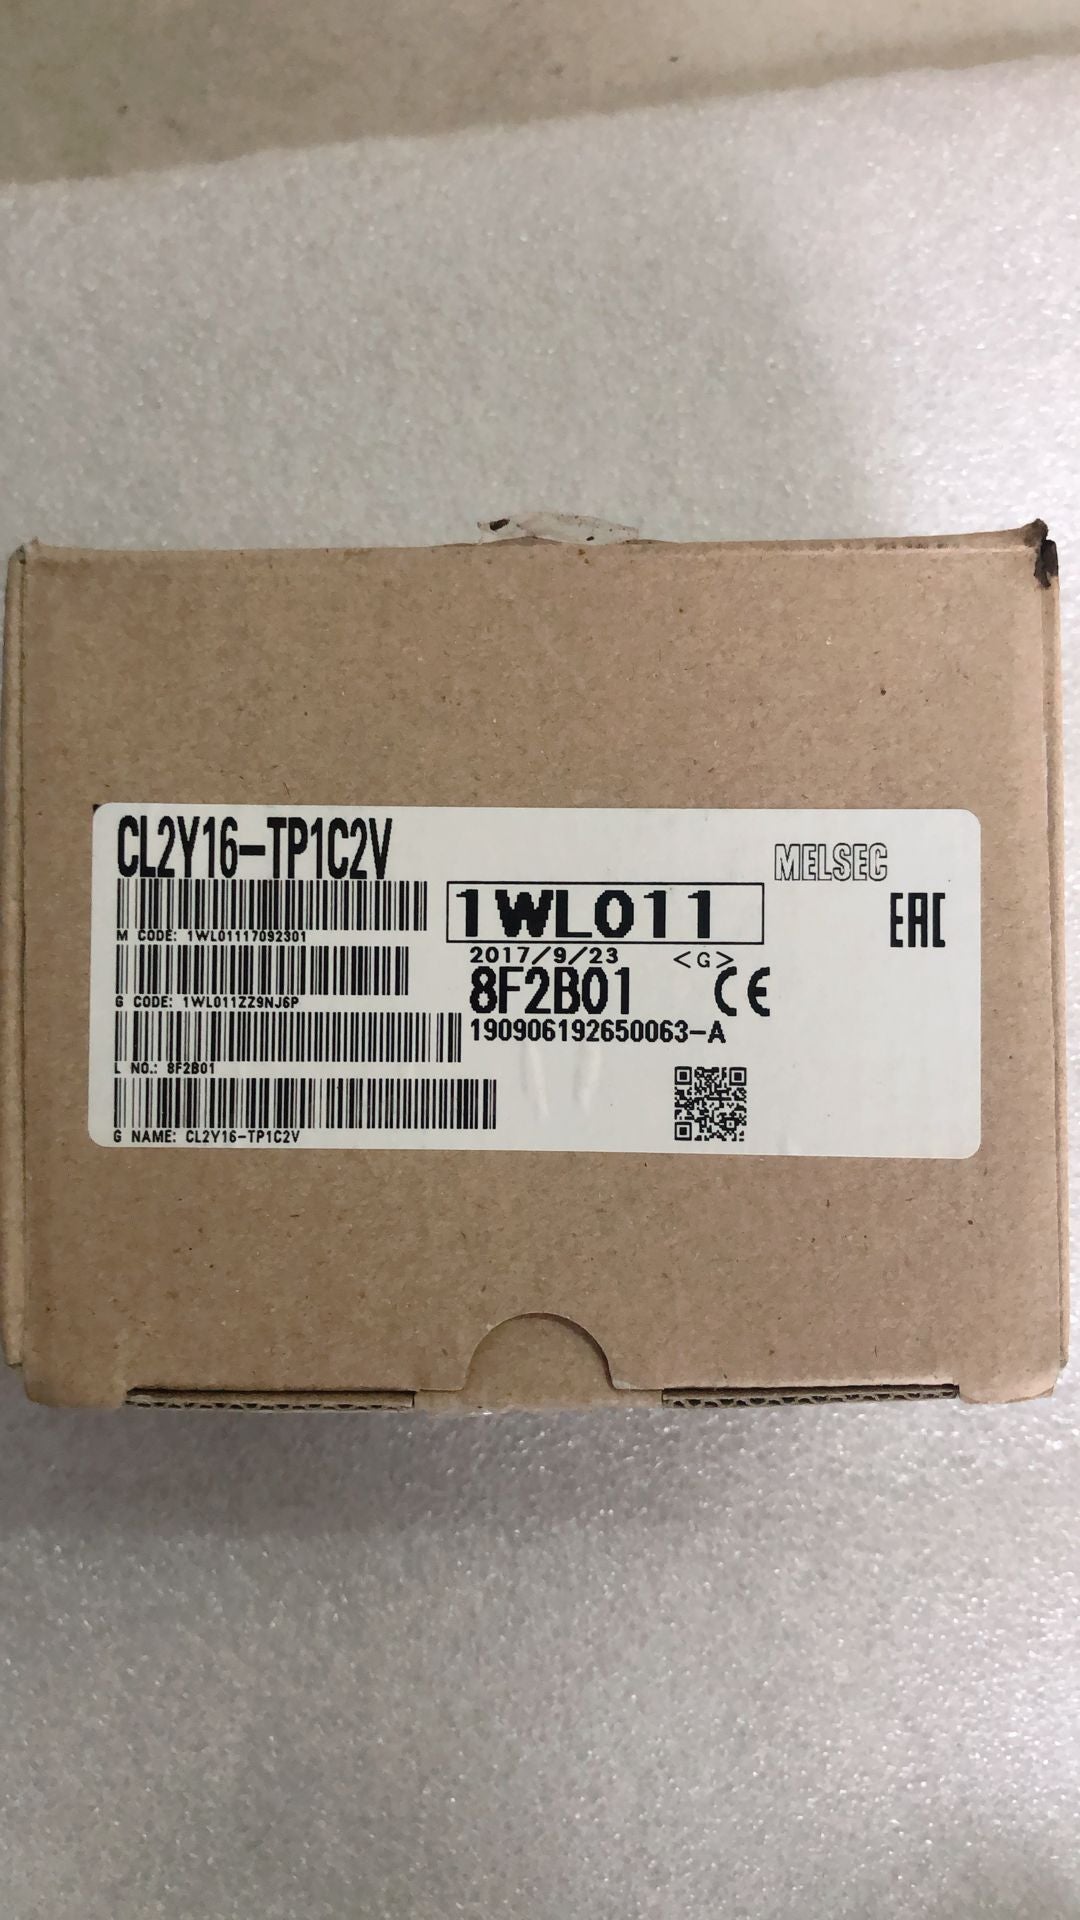 CL2Y16-TP1C2V
MELSEC
1WL011
EAC
M CODE: 1WL01117092301
2017/9/23 <G>
8F2B01 CE
G CODE: 1WL011ZZ9NJ6P
190906192650063-A
L NO.: 8F2B01
G NAME: CL2Y16-TP1C2V